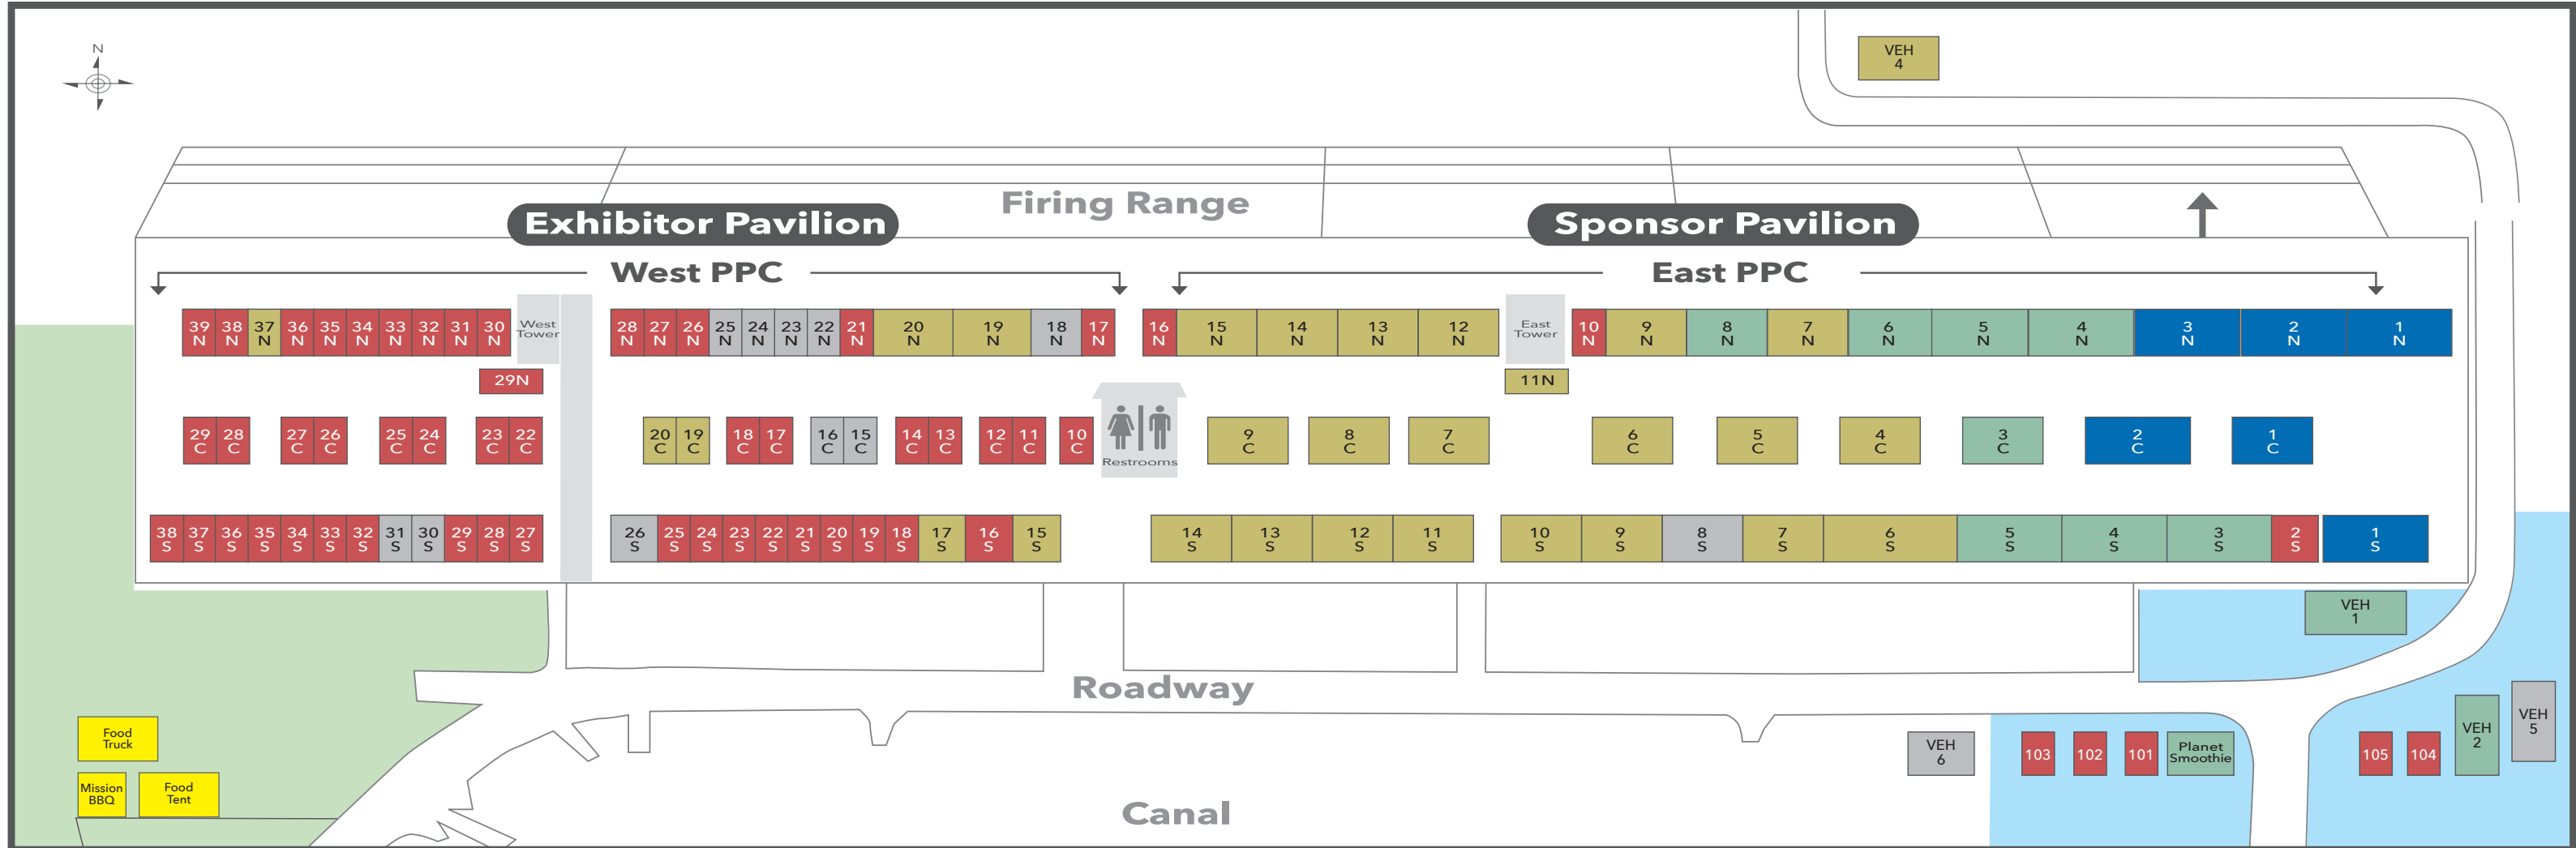 N
VEH
4
Firing Range
Exhibitor Pavilion
Sponsor Pavilion
West PPC
East PPC
39 38 37 36 35 34 33 32 31 30
N N N N N N N N N N
West
Tower
28 27 26 25 24 23 22 21 20 19 18 17
N N N N N N N N N N N N
16 15 14 13 12
N N N N N
East
Tower
10 9 8 7 6 5 4 3 2 1
N N N N N N N N N N
29N
11N
29 28 27 26 25 24 23 22
C C C C C C C C
20 19 18 17 16 15 14 13 12 11 10
C C C C C C C C C C C
Restrooms
9 8 7 6 5 4 3 2 1
C C C C C C C C C
38 37 36 35 34 33 32 31 30 29 28 27
S S S S S S S S S S S S
26 25 24 23 22 21 20 19 18 17 16 15
S S S S S S S S S S S S
14 13 12 11
S S S S
10 9 8 7 6 5 4 3 2 1
S S S S S S S S S S
VEH
1
Roadway
Food
Truck
Mission
BBQ
Food
Tent
VEH
6
103 102 101
Planet
Smoothie
105 104
VEH
2
VEH
5
Canal